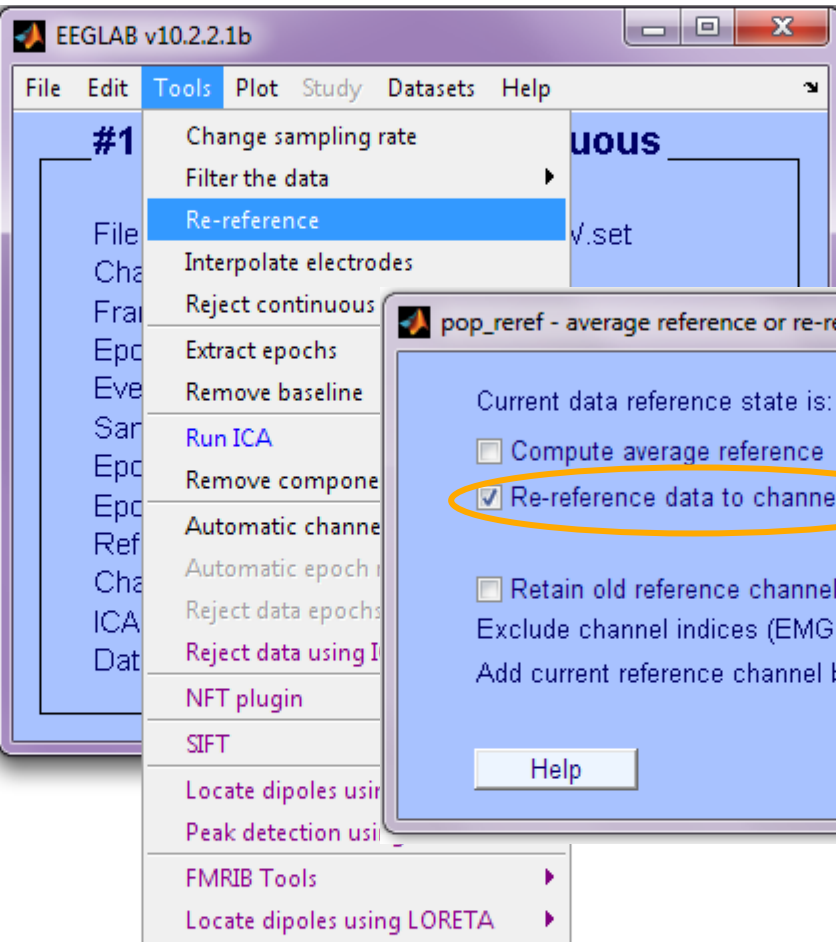 EEGLAB v10.2.2.1b
File Edit Tools Plot Study Datasets Help
#1 uous
Change sampling rate
Filter the data
Re-reference
File V.set
Interpolate electrodes
Cha
Reject continuous
Fra
pop_reref - average reference or re-re
Extract epochs
Epo
Remove baseline
Eve
Current data reference state is:
Run ICA
Sam
Compute average reference
Remove compone
Epo
Re-reference data to channe
Automatic channe
Epo
Automatic epoch r
Ref
Retain old reference channel
Reject data epochs
Cha
Exclude channel indices (EMG
Reject data using I
ICA
Add current reference channel b
Dat
NFT plugin
SIFT
Help
Locate dipoles usin
Peak detection usi
FMRIB Tools
Locate dipoles using LORETA